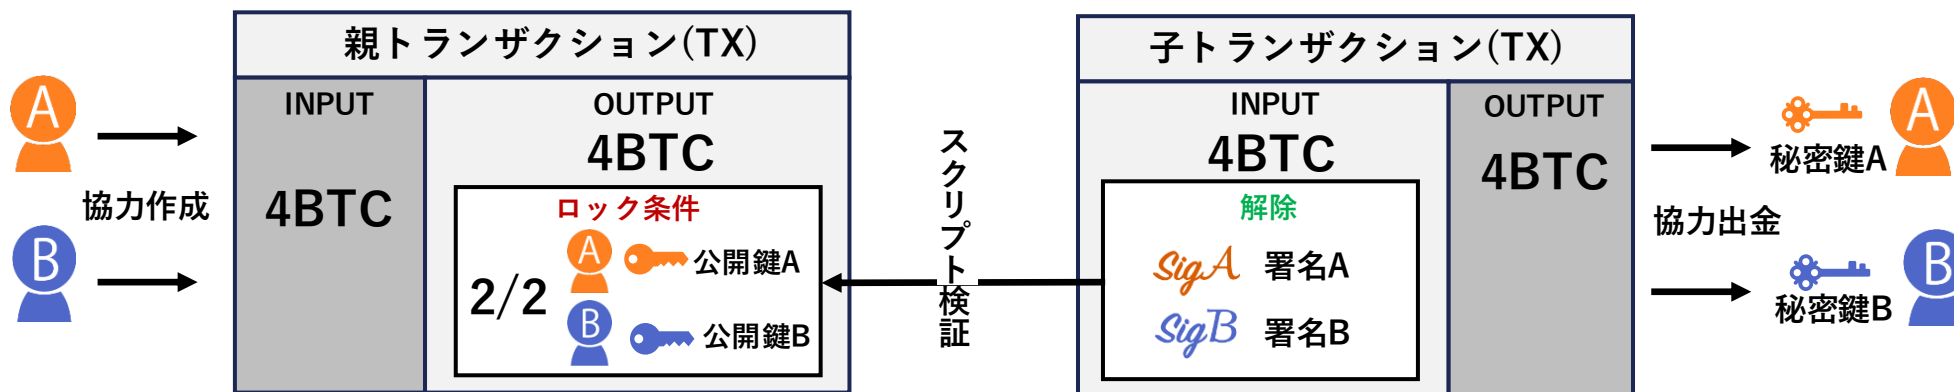 親トランザクション(TX)
子トランザクション(TX)
A
協力作成
B
INPUT
4BTC
OUTPUT
4BTC
ロック条件
2/2
A
公開鍵A
B
公開鍵B
スクリプト検証
INPUT
4BTC
解除
SigA 署名A
SigB 署名B
OUTPUT
4BTC
A
秘密鍵A
協力出金
B
秘密鍵B